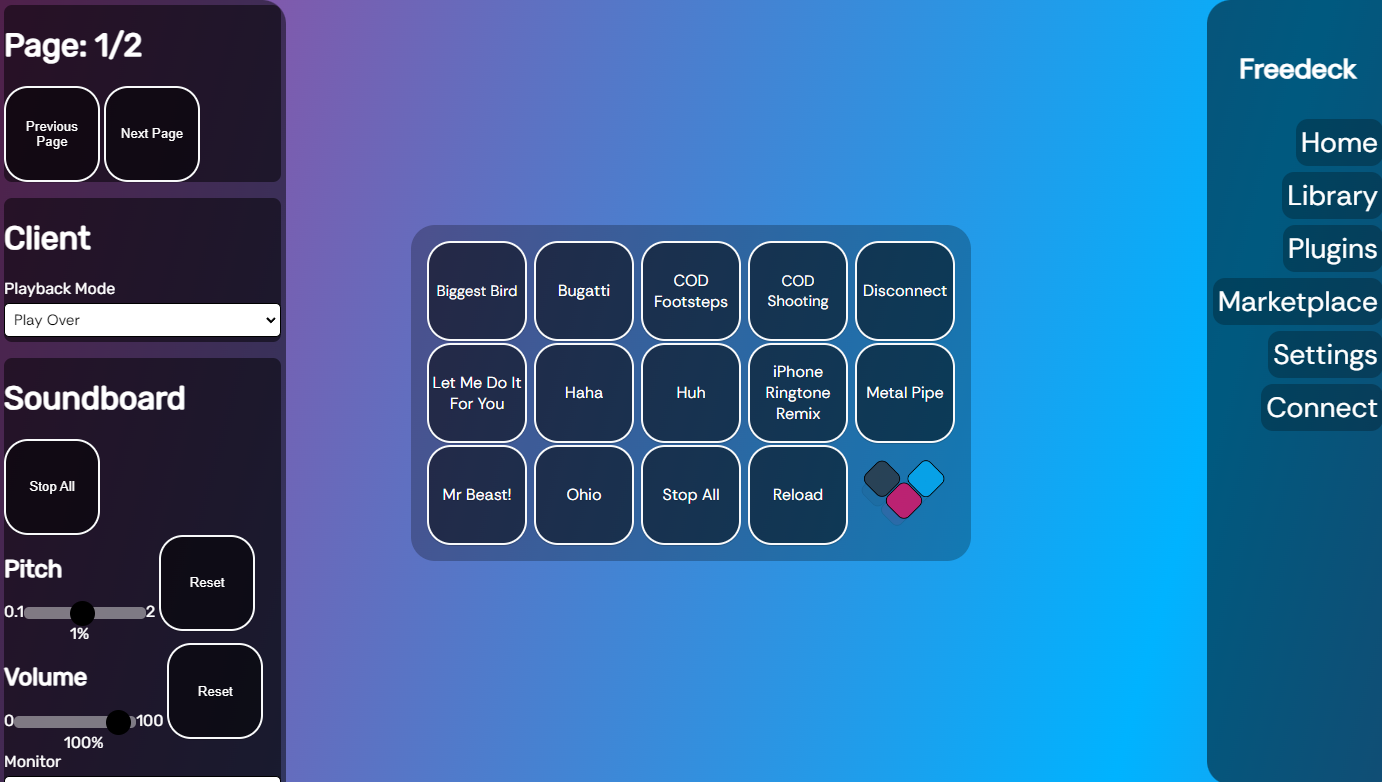 Page: 1/2
Previous
Page
Next Page
Client
Playback Mode
Play Over
Soundboard
Stop All
Pitch
Reset
0.1
2
1%
Volume
Reset
0
100
100%
Monitor
Biggest Bird
Bugatti
COD
Footsteps
COD
Shooting
Disconnect
Let Me Do It
For You
Haha
Huh
iPhone
Ringtone
Remix
Metal Pipe
Mr Beast!
Ohio
Stop All
Reload
Freedeck
Home
Library
Plugins
Marketplace
Settings
Connect